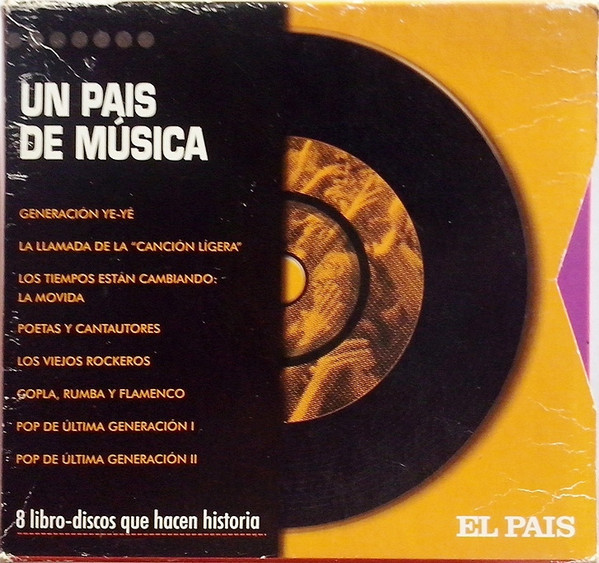 UN PAIS
DE MÚSICA
GENERACIÓN YE-YÉ
LA LLAMADA DE LA "CANCIÓN LÍGERA"
LOS TIEMPOS ESTÁN CAMBIANDO:
LA MOVIDA
POETAS Y CANTAUTORES
LOS VIEJOS ROCKEROS
COPLA, RUMBA Y FLAMENCO
POP DE ÚLTIMA GENERACIÓN I
POP DE ÚLTIMA GENERACIÓN II
8 libro-discos que hacen historia
EL PAIS